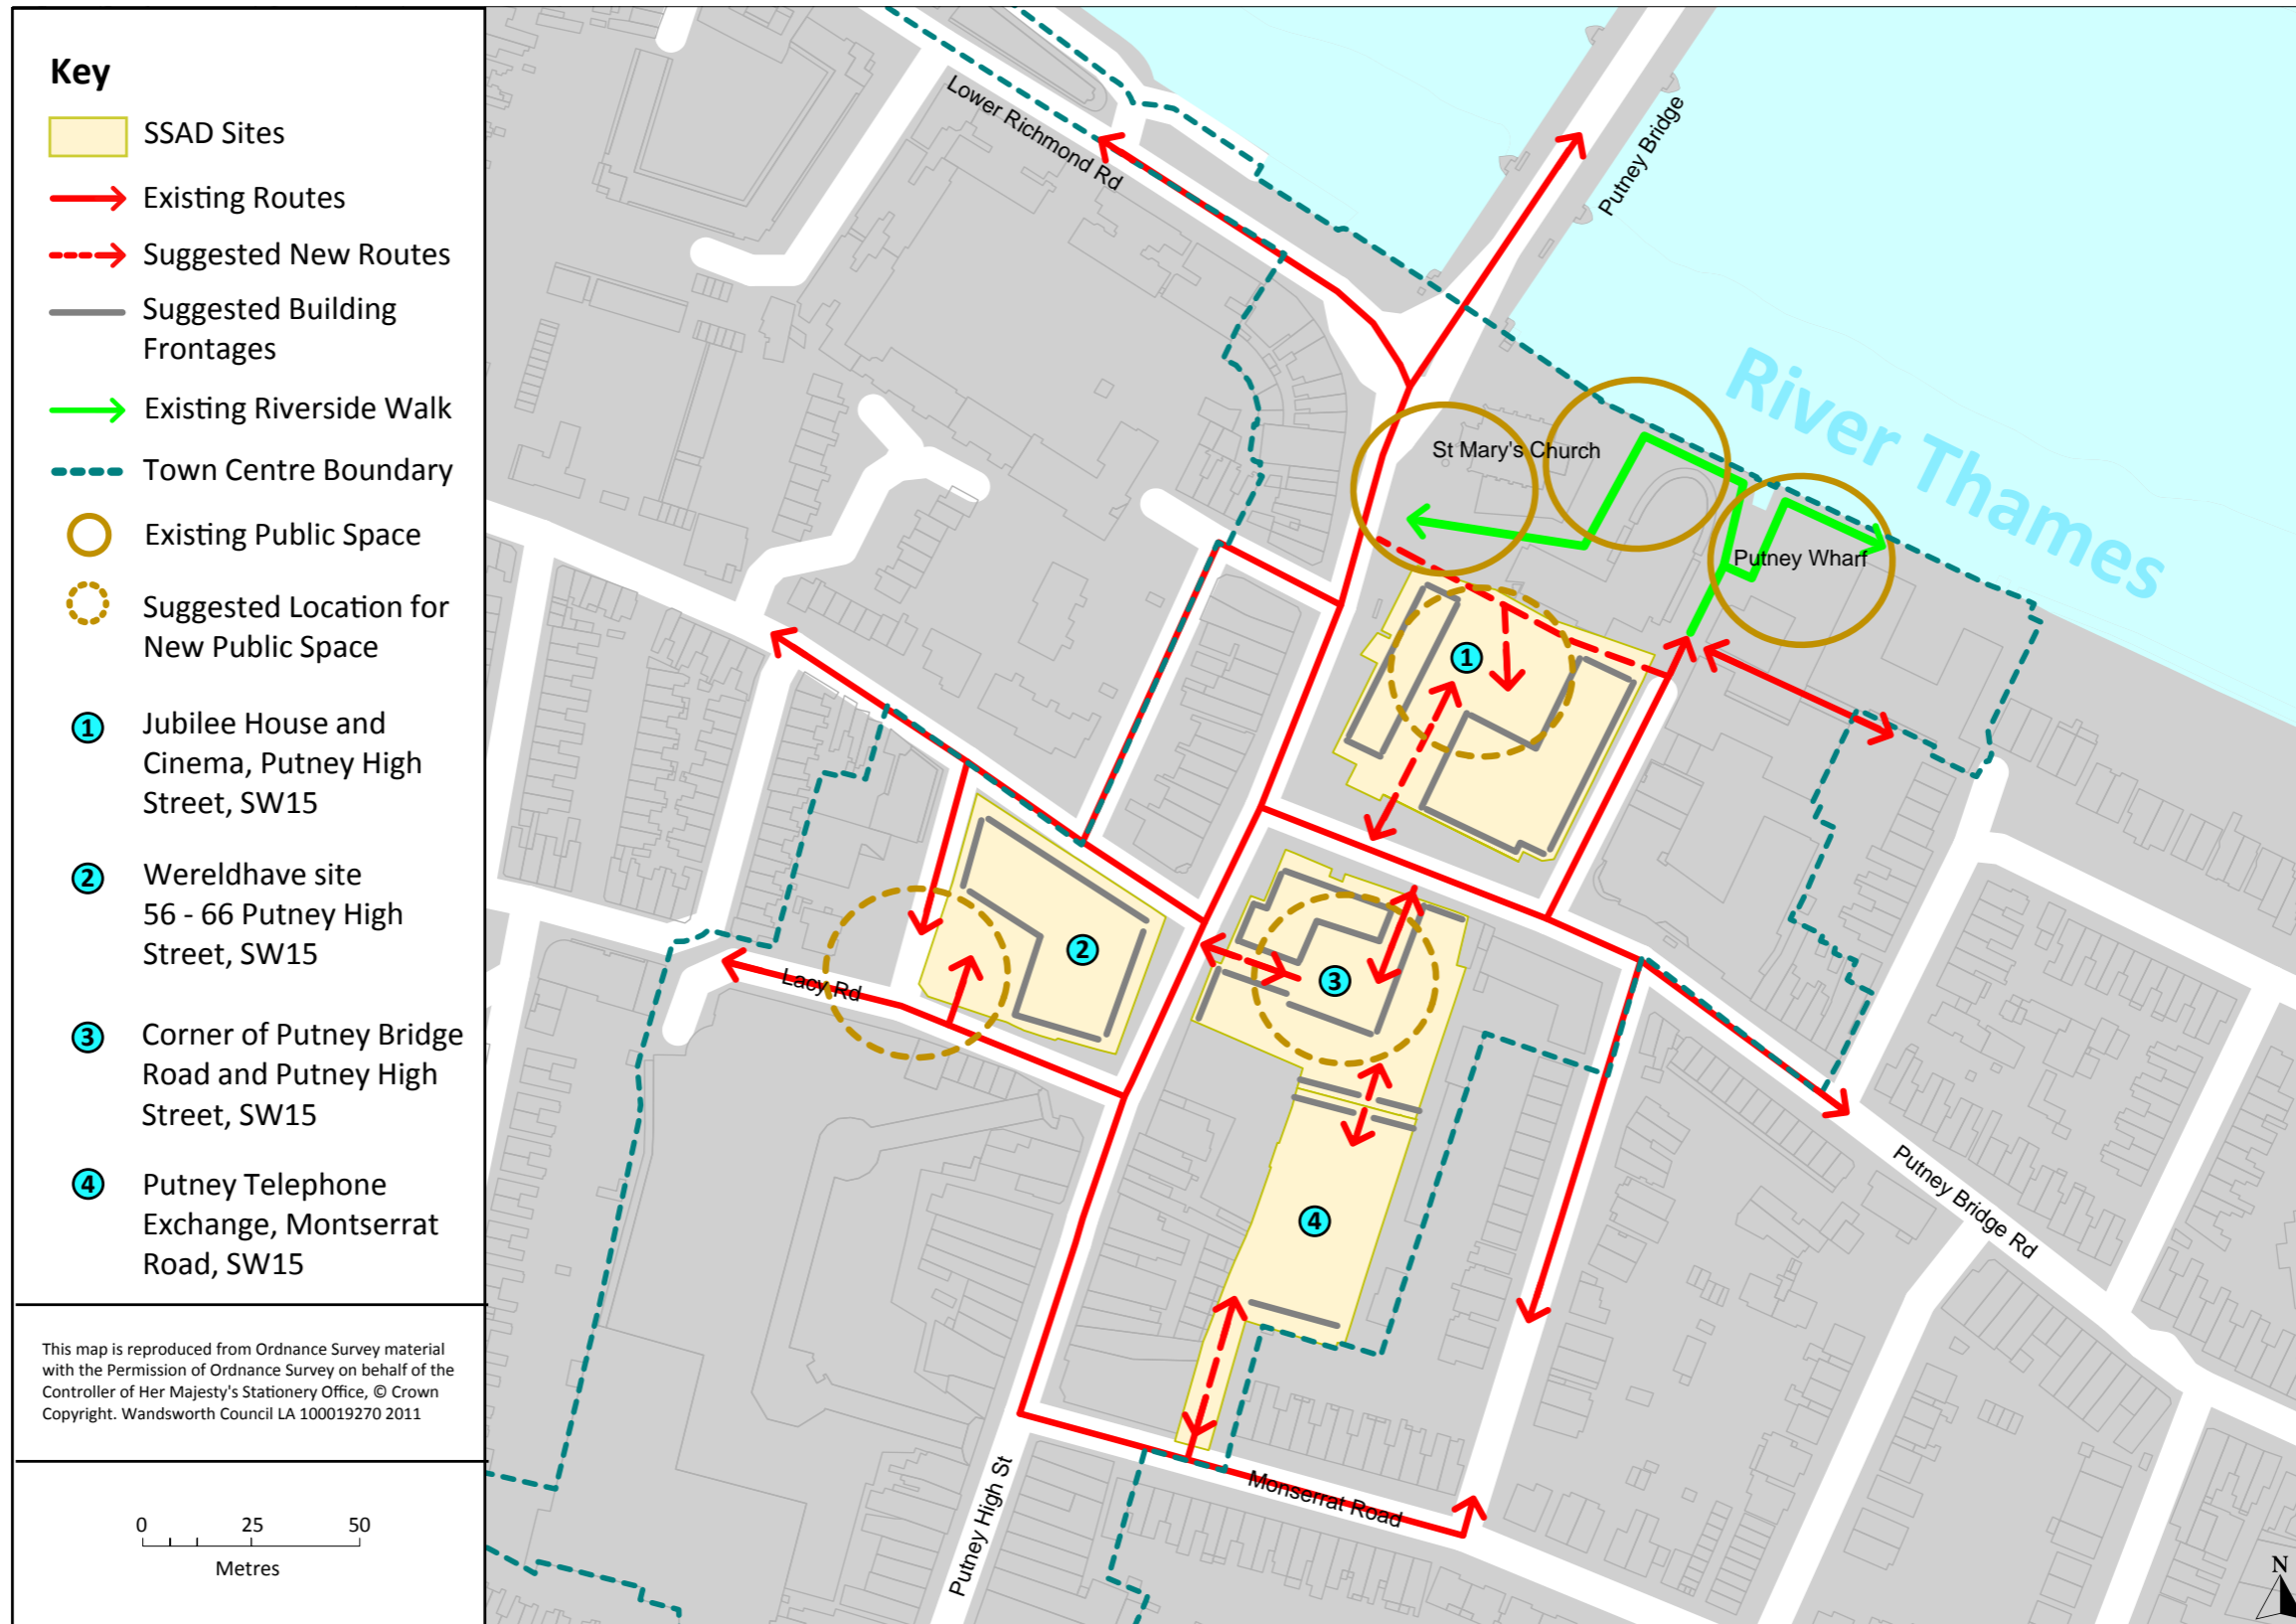 Key
SSAD Sites
Existing Routes
Suggested New Routes
Suggested Building
Frontages
Existing Riverside Walk
Town Centre Boundary
Existing Public Space
Suggested Location for
New Public Space
1
Jubilee House and
Cinema, Putney High
Street, SW15
2
Wereldhave site
56 - 66 Putney High
Street, SW15
3
Corner of Putney Bridge
Road and Putney High
Street, SW15
4
Putney Telephone
Exchange, Montserrat
Road, SW15
This map is reproduced from Ordnance Survey material
with the Permission of Ordnance Survey on behalf of the
Controller of Her Majesty's Stationery Office, © Crown
Copyright. Wandsworth Council LA 100019270 2011
0 25 50
Metres
Lower Richmond Rd
Putney Bridge
River Thames
St Mary's Church
Putney Wharf
1
2
3
Lacy Rd
4
Putney Bridge Rd
Monserrat Road
Putney High St
N